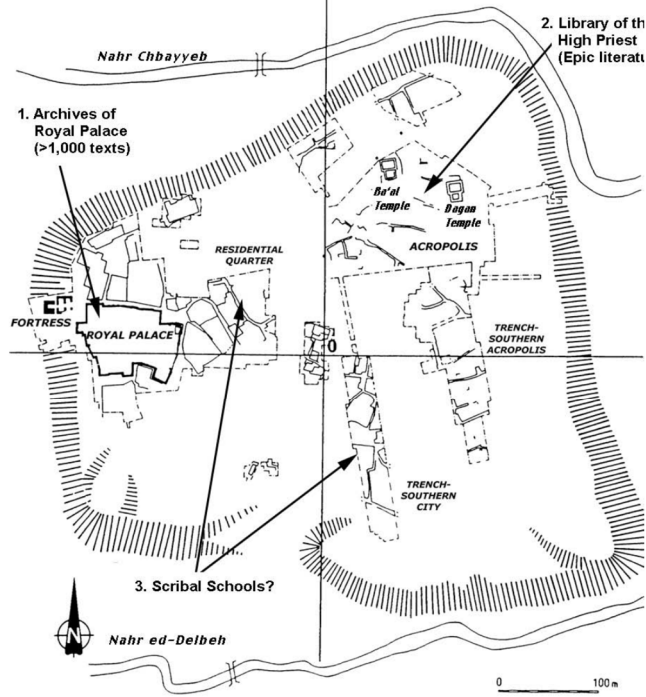 2. Library of th
High Priest
(Epic literatu
Nahr Chbayyeb
1. Archives of
Royal Palace
(>1,000 texts)
Ba'al
Temple
Dagan
Temple
RESIDENTIAL
QUARTER
ACROPOLIS
FORTRESS
ROYAL PALACE
0
TRENCH-
SOUTHERN
ACROPOLIS
TRENCH-
SOUTHERN
CITY
3. Scribal Schools?
N
Nahr ed-Delbeh
0 100 m